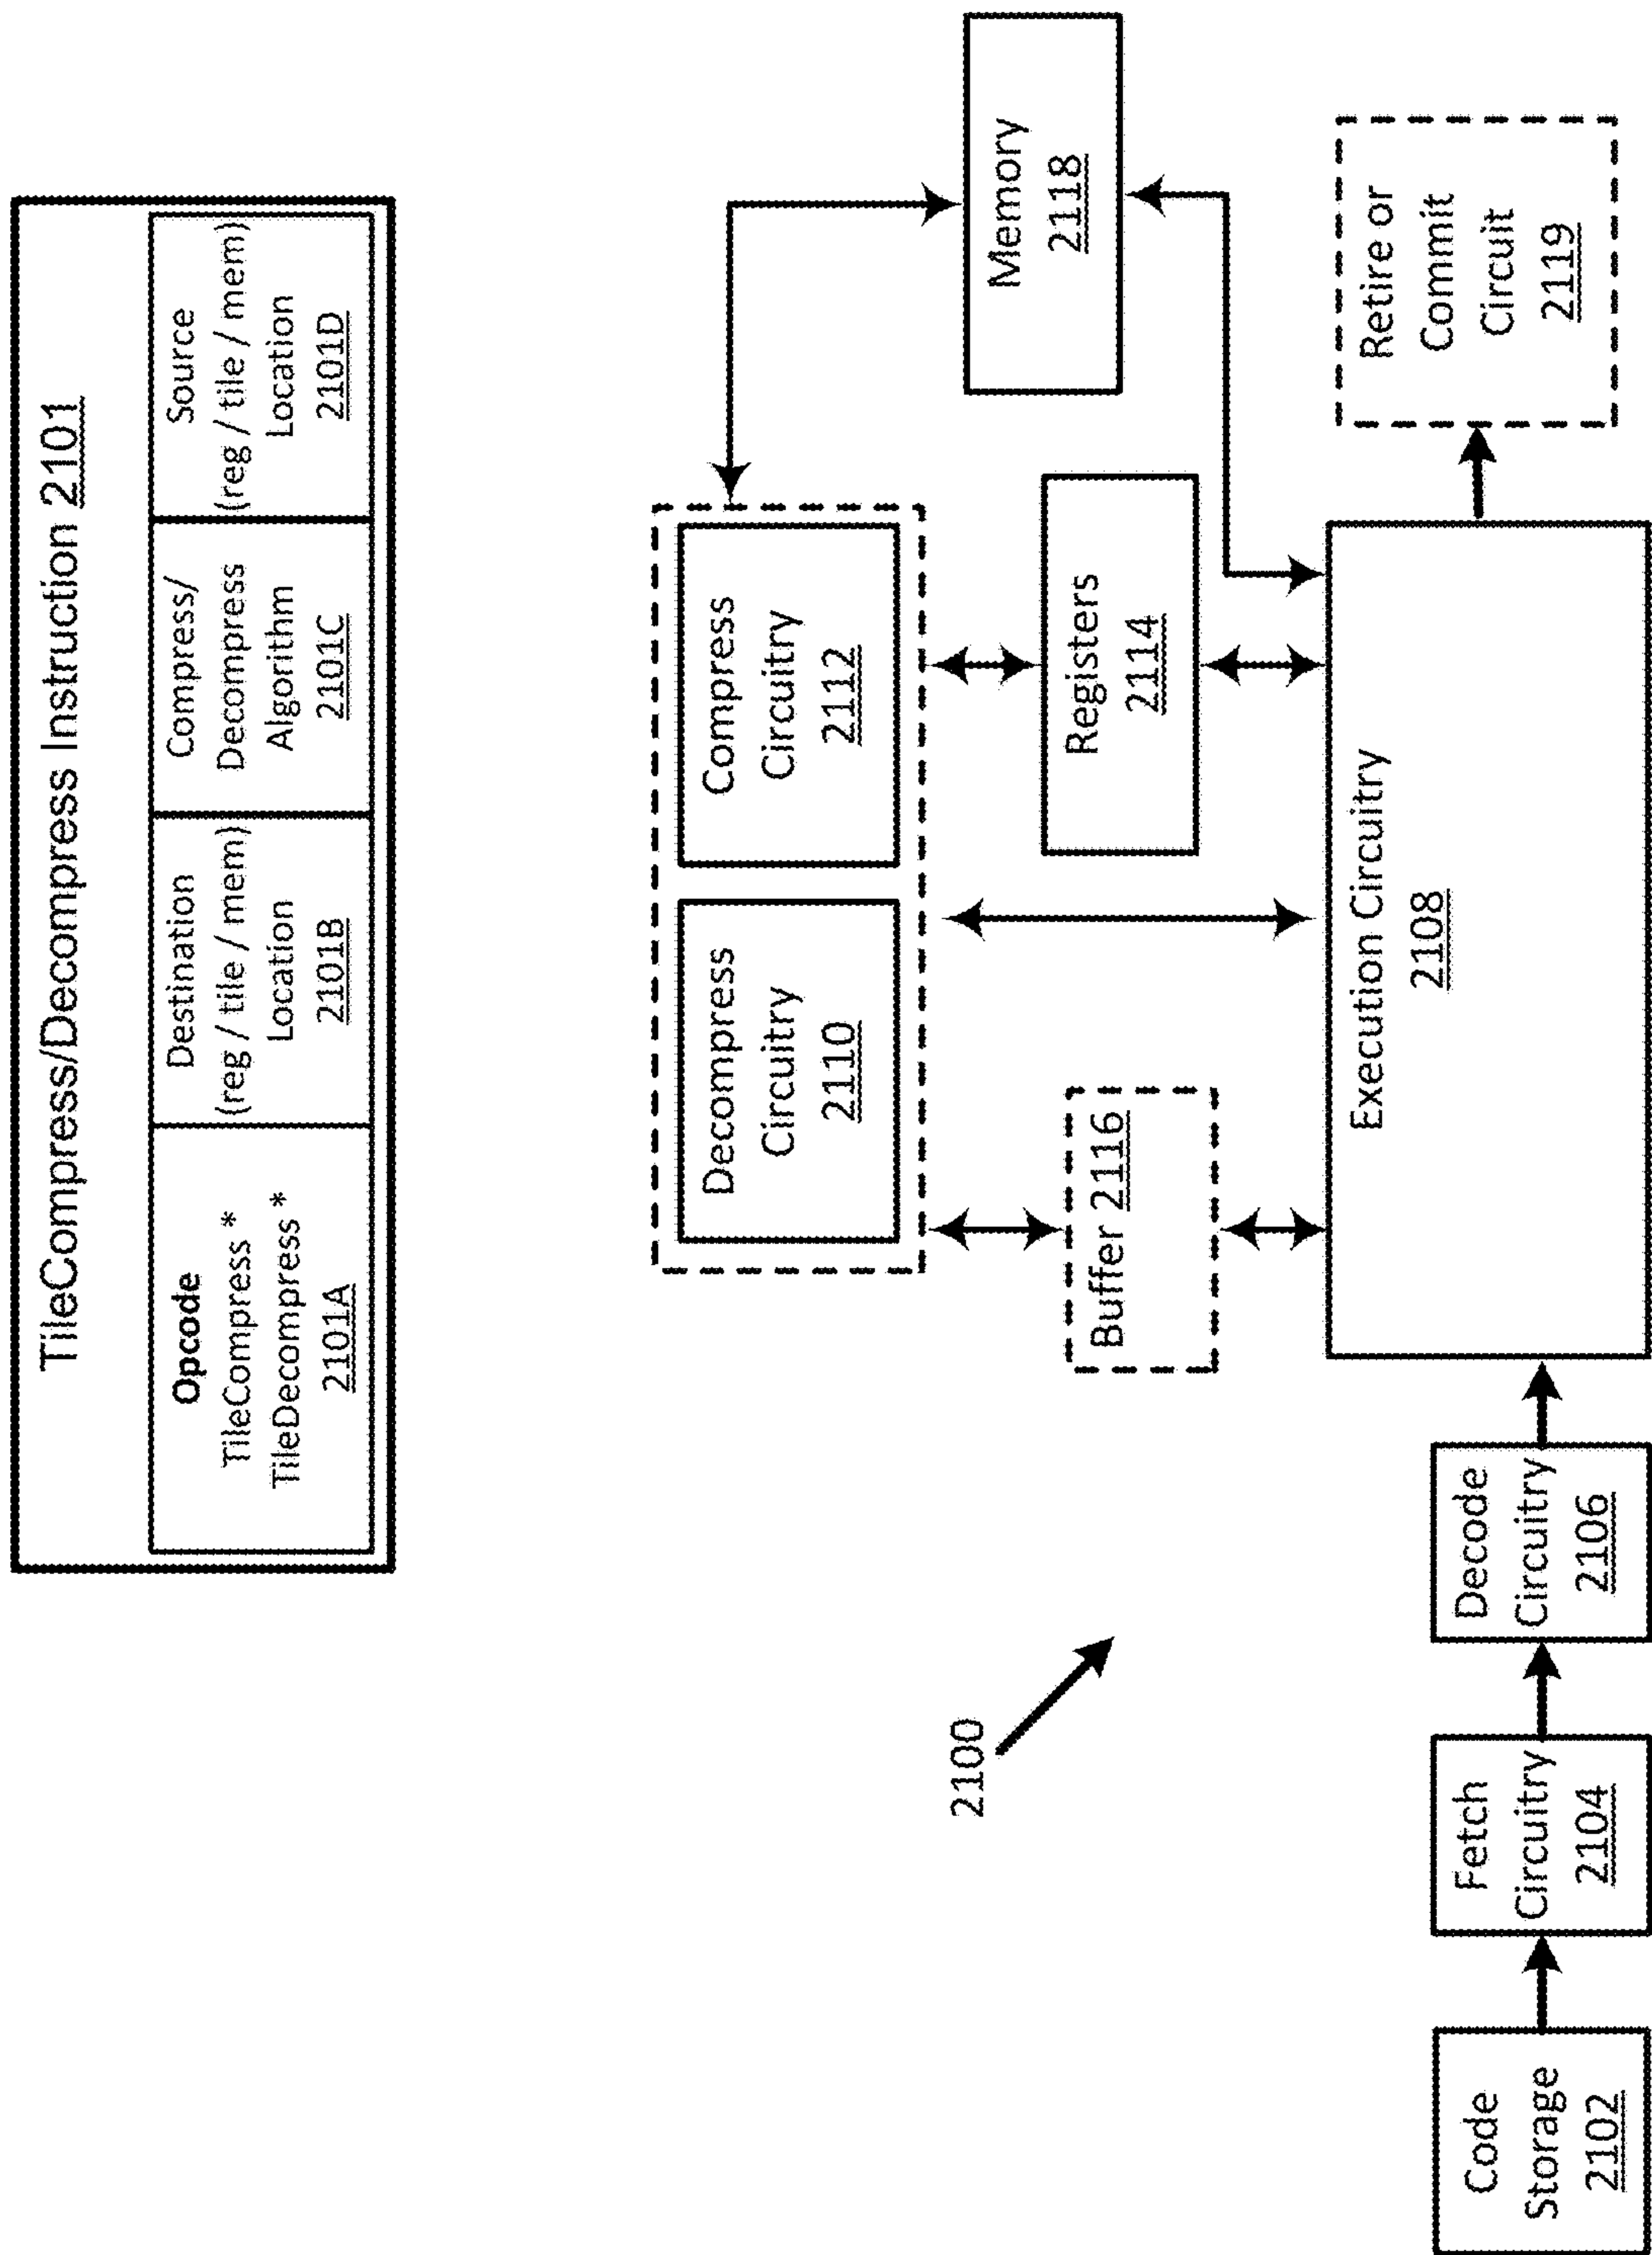 TileCompress/Decompress Instruction 2101
Opcode
TileCompress *
TileDecompress *
2101A
Destination
(reg / tile / mem)
Location
2101B
Compress/
Decompress
Algorithm
2101C
Source
(reg / tile / mem)
Location
2101D
Decompress
Circuitry
2110
Compress
Circuitry
2112
Memory
2118
2100
Buffer 2116
Registers
2114
Code
Storage
2102
Fetch
Circuitry
2104
Decode
Circuitry
2106
Execution Circuitry
2108
Retire or
Commit
Circuit
2119